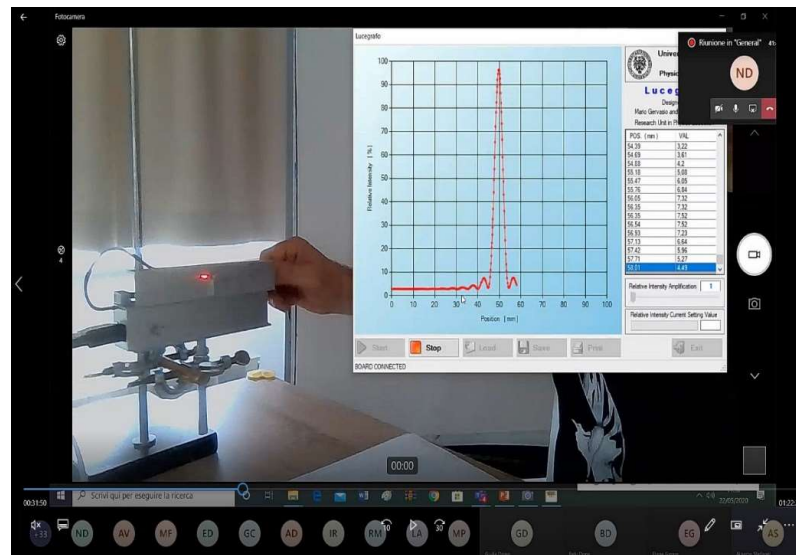 Fotocamera
Lucegrafo
Riunione in "General"
ND
Univer
Physic
Luceg
Design
Mario Gervasio and
Research Unit in
POS. (mm) VAL
54.39 3,22
54.69 3,61
54.88 4,2
55.18 5,08
55.47 6,05
55.76 6,84
56.05 7,32
56.35 7,32
56.35 7,52
56.54 7,52
56.93 7,23
57.13 6,64
57.42 5,96
57.71 5,27
58.01 4,49
Relative Intensity Amplification 1
Relative Intensity Current Setting Value
Relative Intensity [%]
100
90
80
70
60
50
40
30
20
10
0
0 10 20 30 40 50 60 70 80 90 100
Position [mm]
Start Stop Load Save Print Exit
BOARD CONNECTED
4
00:00
00:31:50
Scrivi qui per eseguire la ricerca
22/05/2020
01:22:
1x
-33 ND AV MF ED GC AD IR RM 10 LA 30 MP GD BD EG AS